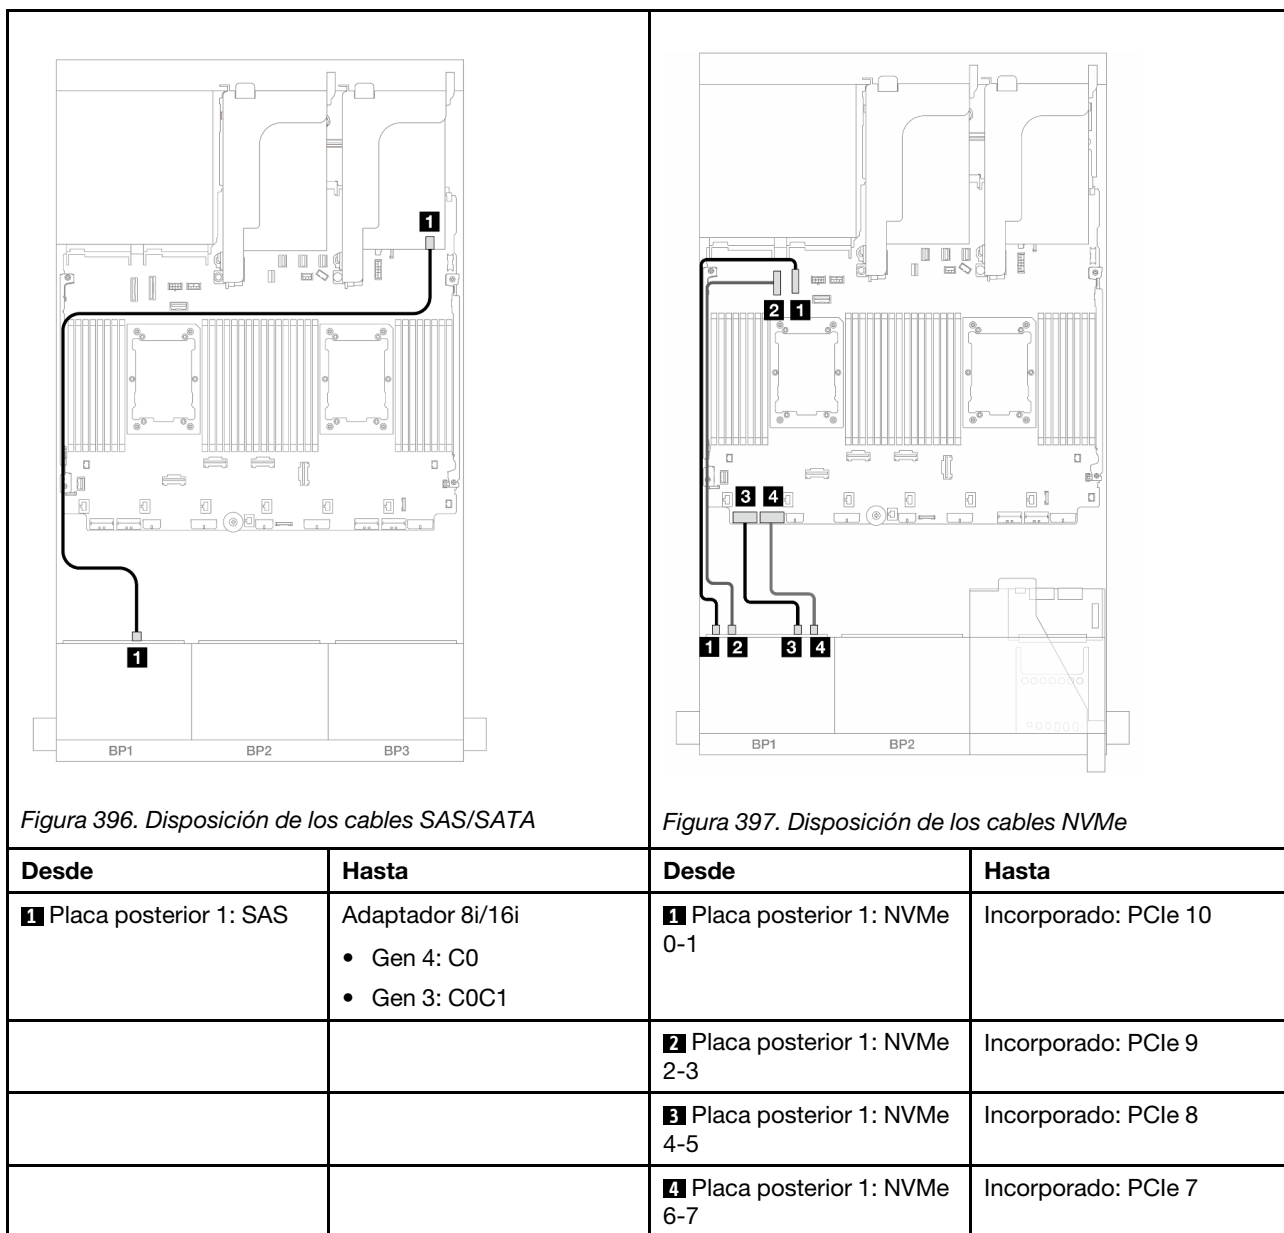 1
1
BP1 BP2 BP3
Figura 396. Disposición de los cables SAS/SATA
2 1
3 4
1 2 3 4
BP1 BP2
Figura 397. Disposición de los cables NVMe
Desde Hasta Desde Hasta
1 Placa posterior 1: SAS
Adaptador 8i/16i
• Gen 4: C0
• Gen 3: C0C1
1 Placa posterior 1: NVMe
0-1
Incorporado: PCIe 10
2 Placa posterior 1: NVMe
2-3
Incorporado: PCIe 9
3 Placa posterior 1: NVMe
4-5
Incorporado: PCIe 8
4 Placa posterior 1: NVMe
6-7
Incorporado: PCIe 7